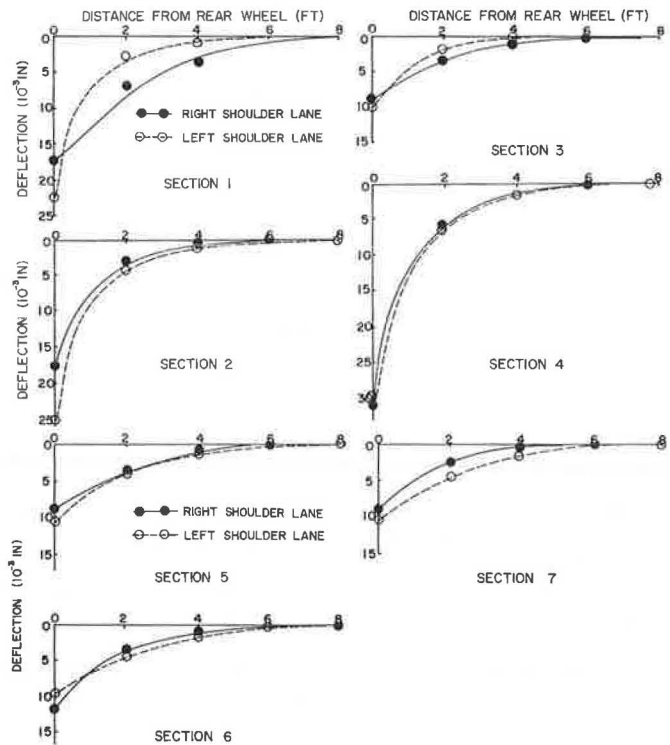 DISTANCE FROM REAR WHEEL (FT)
0 2 4 6 8
DEFLECTION (10⁻³ IN)
0
5
10
15
20
25
RIGHT SHOULDER LANE
LEFT SHOULDER LANE
SECTION 1
DISTANCE FROM REAR WHEEL (FT)
0 2 4 6 8
0
5
10
15
SECTION 3
0 2 4 6 8
DEFLECTION (10⁻³ IN)
0
5
10
15
20
25
SECTION 2
0 2 4 6 8
0
5
10
15
20
25
30
SECTION 4
0 2 4 6 8
0
5
10
15
RIGHT SHOULDER LANE
LEFT SHOULDER LANE
SECTION 5
0 2 4 6 8
0
5
10
15
SECTION 7
DEFLECTION (10⁻³ IN)
0 2 4 6 8
0
5
10
15
SECTION 6